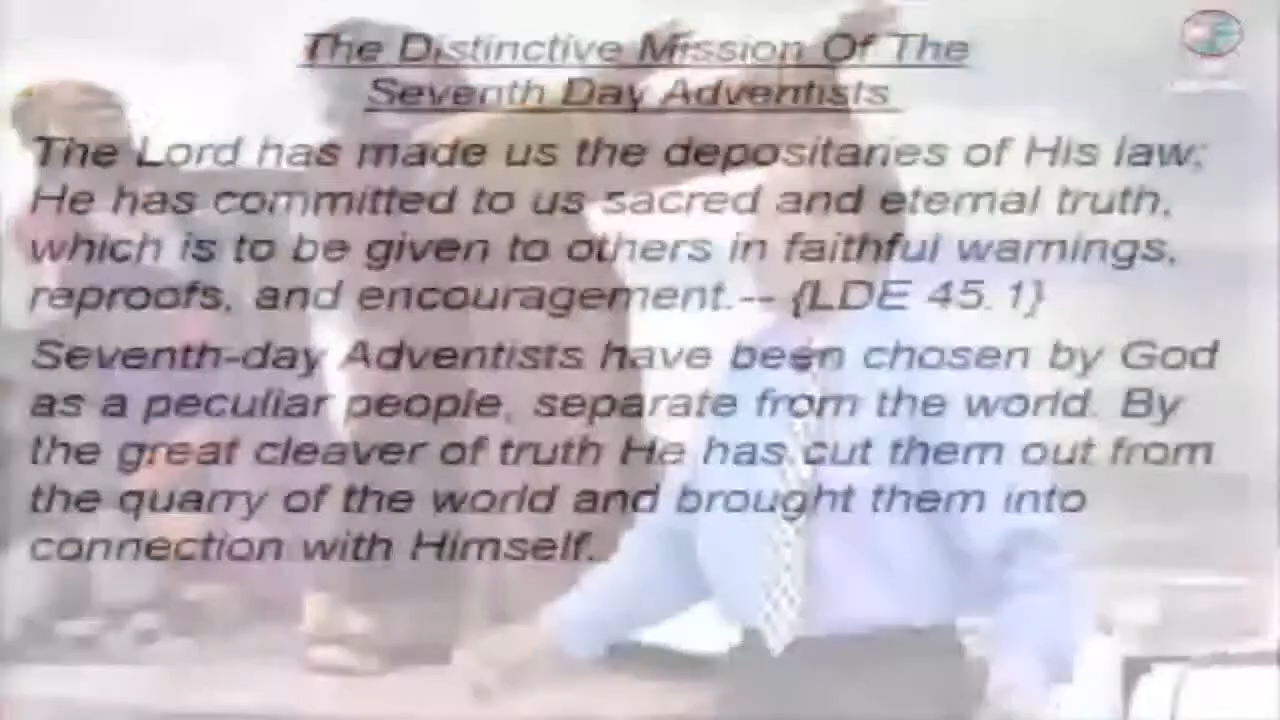 The Distinctive Mission Of The
Seventh Day Adventists
The Lord has made us the depositaries of His law;
He has committed to us sacred and eternal truth,
which is to be given to others in faithful warnings,
reproofs, and encouragement.-- {LDE 45.1}
Seventh-day Adventists have been chosen by God
as a peculiar people, separate from the world. By
the great cleaver of truth He has cut them out from
the quarry of the world and brought them into
connection with Himself.